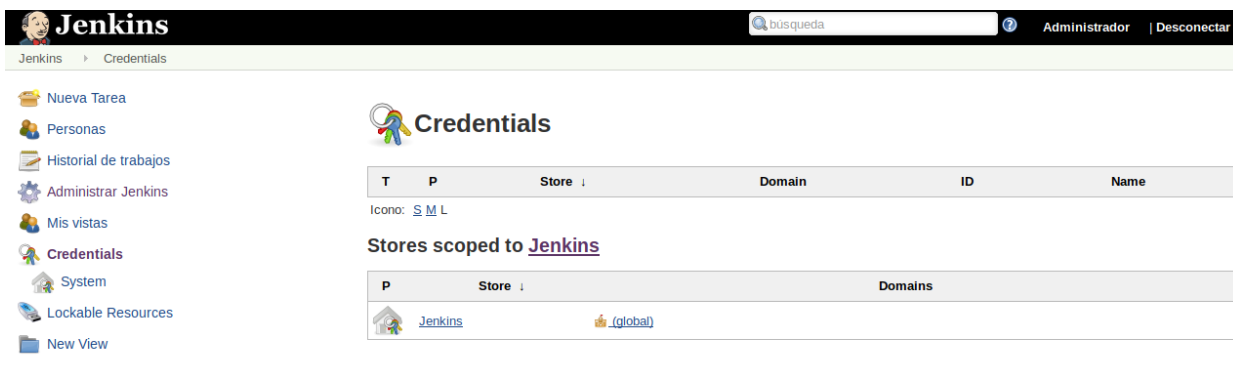 Jenkins
búsqueda
Administrador | Desconectar
Jenkins Credentials
Nueva Tarea
Personas
Historial de trabajos
Administrar Jenkins
Mis vistas
Credentials
System
Lockable Resources
New View
Credentials
T P Store ↓ Domain ID Name
Icono: S M L
Stores scoped to Jenkins
P Store ↓ Domains
Jenkins (global)